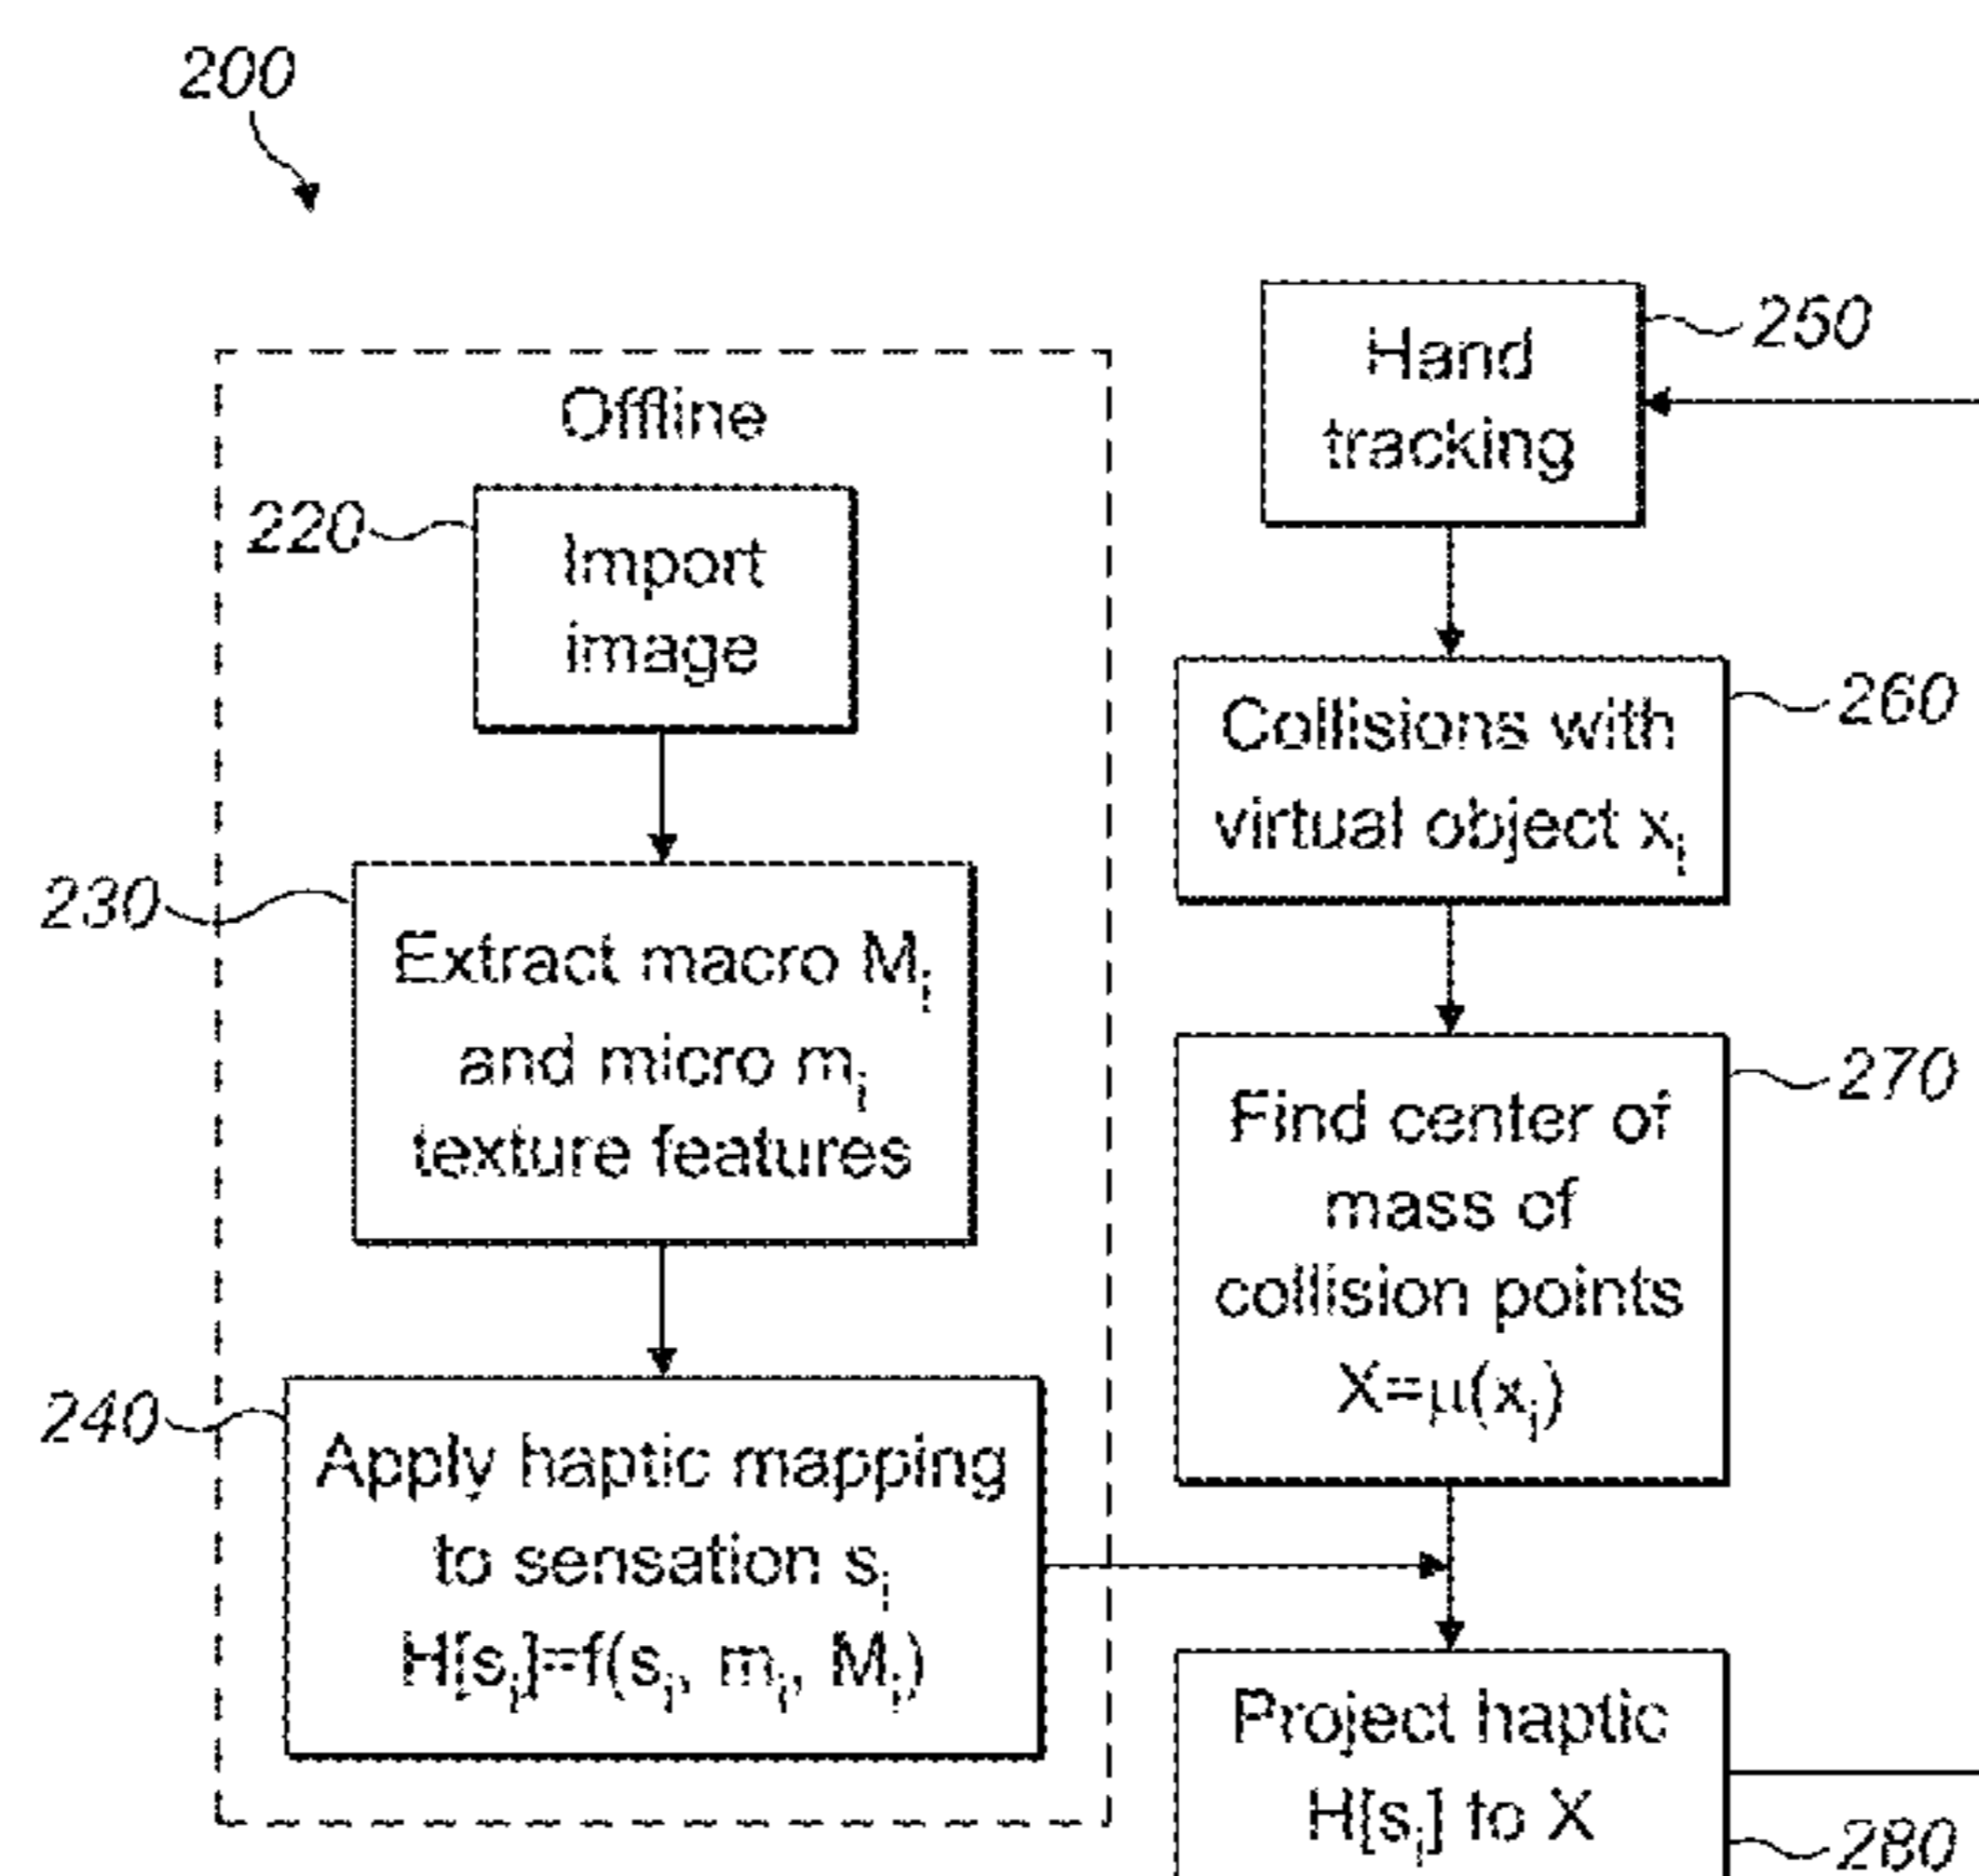 200
Offline
220
Import
image
230
Extract macro Mᵢ
and micro mᵢ
texture features
240
Apply haptic mapping
to sensation sᵢ
H[sᵢ]=f(sᵢ, mᵢ, Mᵢ)
250
Hand
tracking
260
Collisions with
virtual object xᵢ
270
Find center of
mass of
collision points
X=μ(xᵢ)
Project haptic
H[sᵢ] to X
280